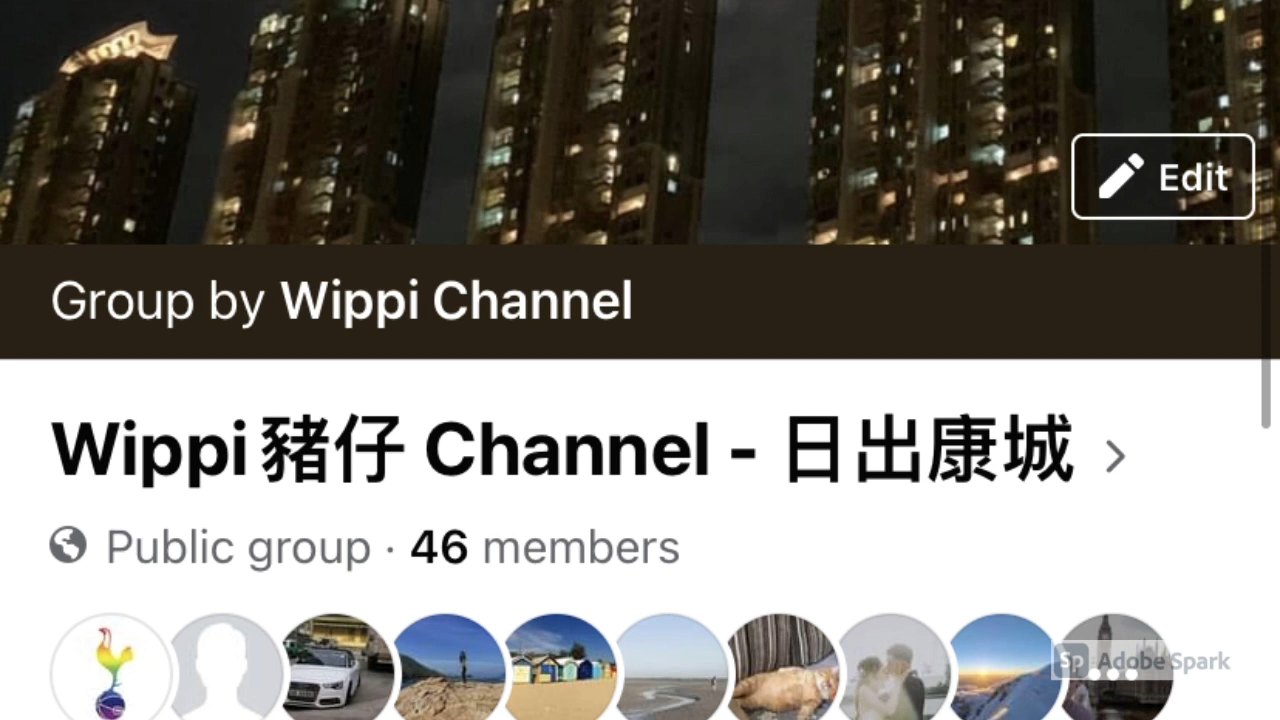 Edit
Group by Wippi Channel
Wippi豬仔 Channel - 日出康城
Public group · 46 members
Sp Adobe Spark